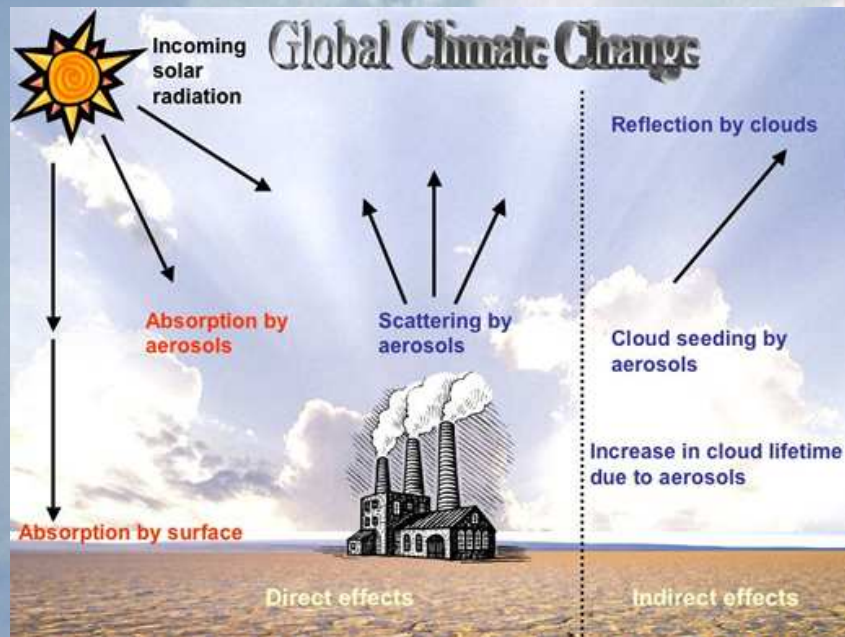 Global Climate Change
Incoming
solar
radiation
Reflection by clouds
Absorption by
aerosols
Scattering by
aerosols
Cloud seeding by
aerosols
Increase in cloud lifetime
due to aerosols
Absorption by surface
Direct effects
Indirect effects